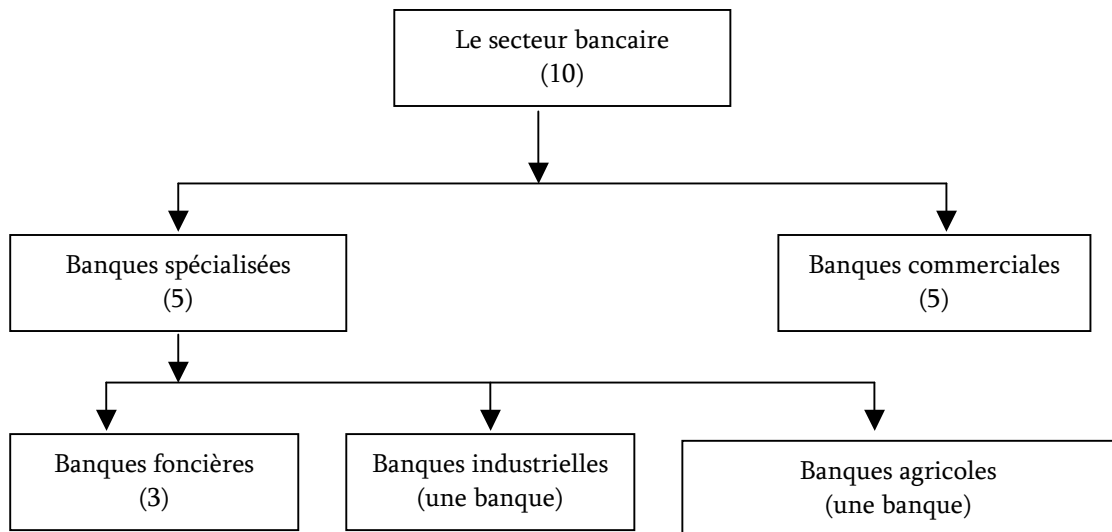 Le secteur bancaire
(10)
Banques spécialisées
(5)
Banques commerciales
(5)
Banques foncières
(3)
Banques industrielles
(une banque)
Banques agricoles
(une banque)